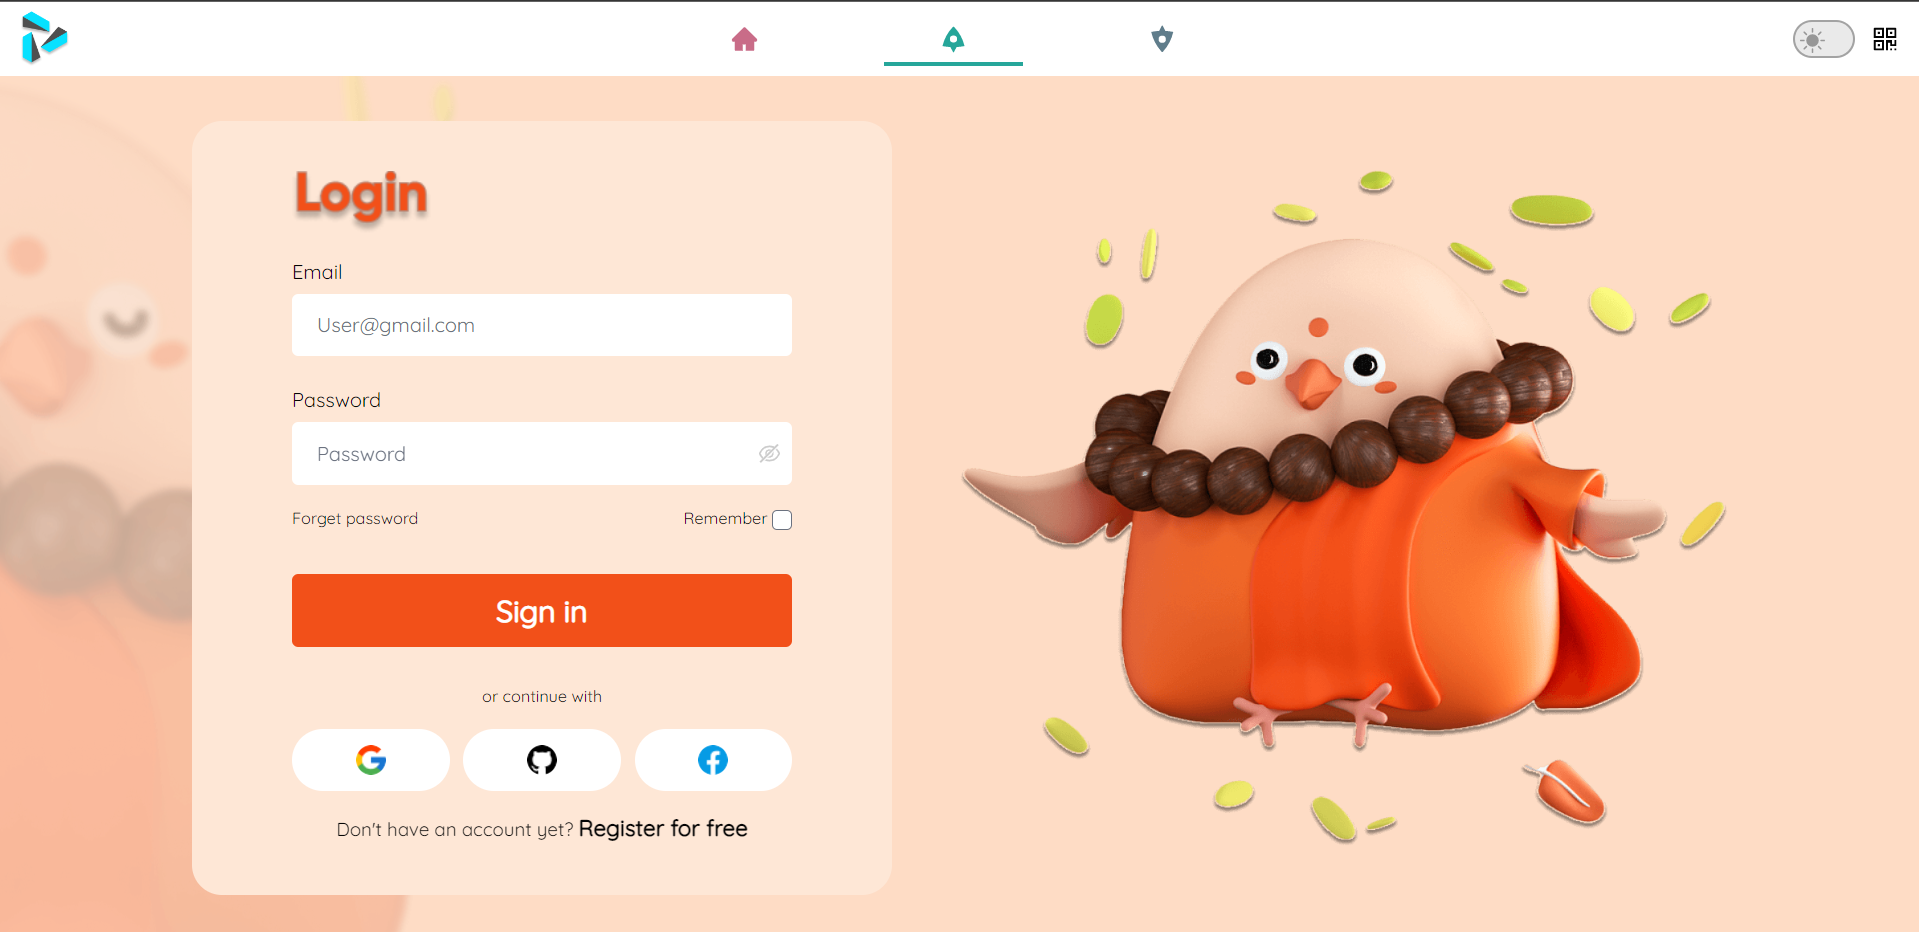 Login
Email
User@gmail.com
Password
Password
Forget password
Remember
Sign in
or continue with
Don't have an account yet? Register for free